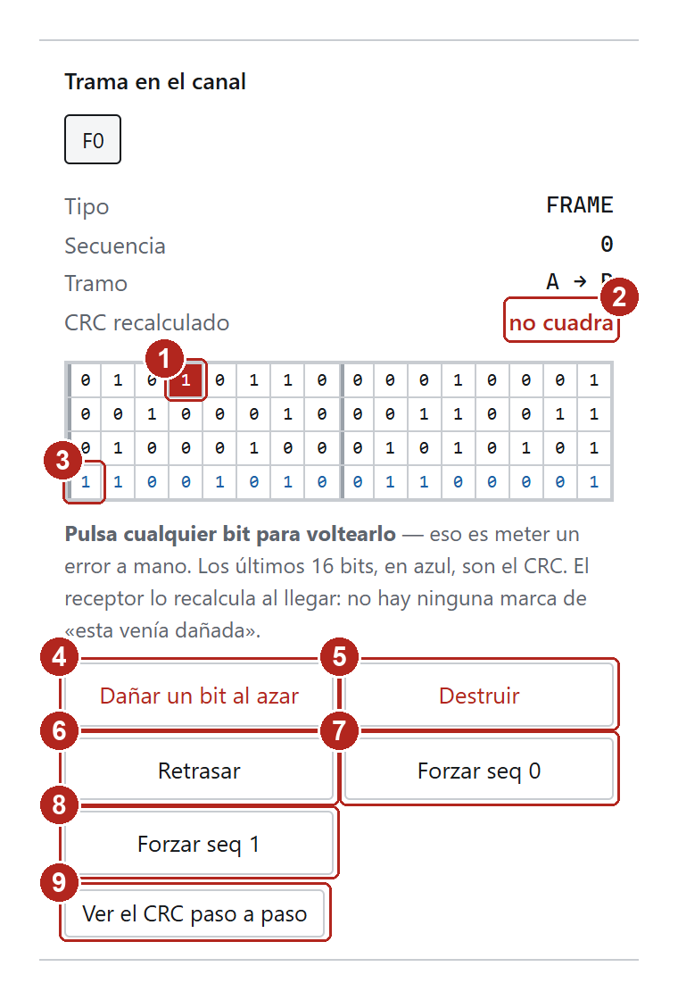 Trama en el canal
F0
Tipo FRAME
Secuencia 0
Tramo A →
2
CRC recalculado no cuadra
1
0 1 0 1 0 1 1 0 0 0 0 1 0 0 0 1
0 0 1 0 0 0 1 0 0 0 1 1 0 0 1 1
0 1 0 0 0 1 0 0 0 1 0 1 0 1 0 1
3
1 1 0 0 1 0 1 0 0 1 1 0 0 0 0 1
Pulsa cualquier bit para voltearlo — eso es meter un
error a mano. Los últimos 16 bits, en azul, son el CRC. El
receptor lo recalcula al llegar: no hay ninguna marca de
«esta venía dañada».
4 5
Dañar un bit al azar Destruir
6 7
Retrasar Forzar seq 0
8
Forzar seq 1
9
Ver el CRC paso a paso